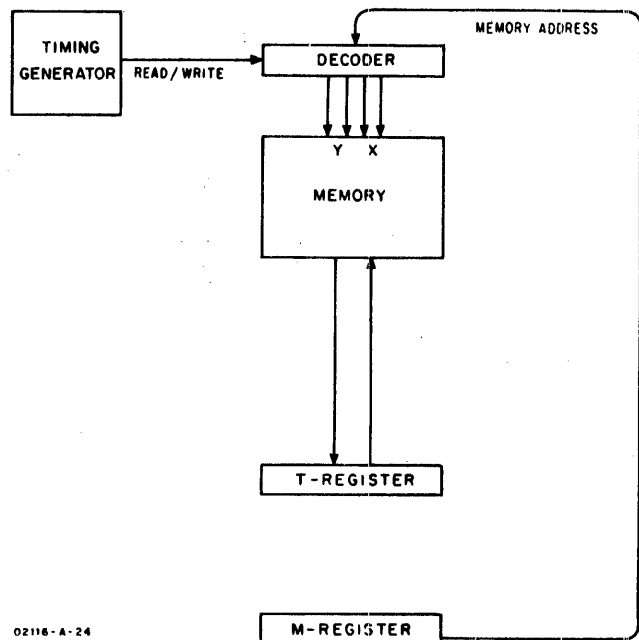 MEMORY ADDRESS
TIMING
GENERATOR
READ/WRITE
DECODER
Y X
MEMORY
T-REGISTER
M-REGISTER
02116-A-24